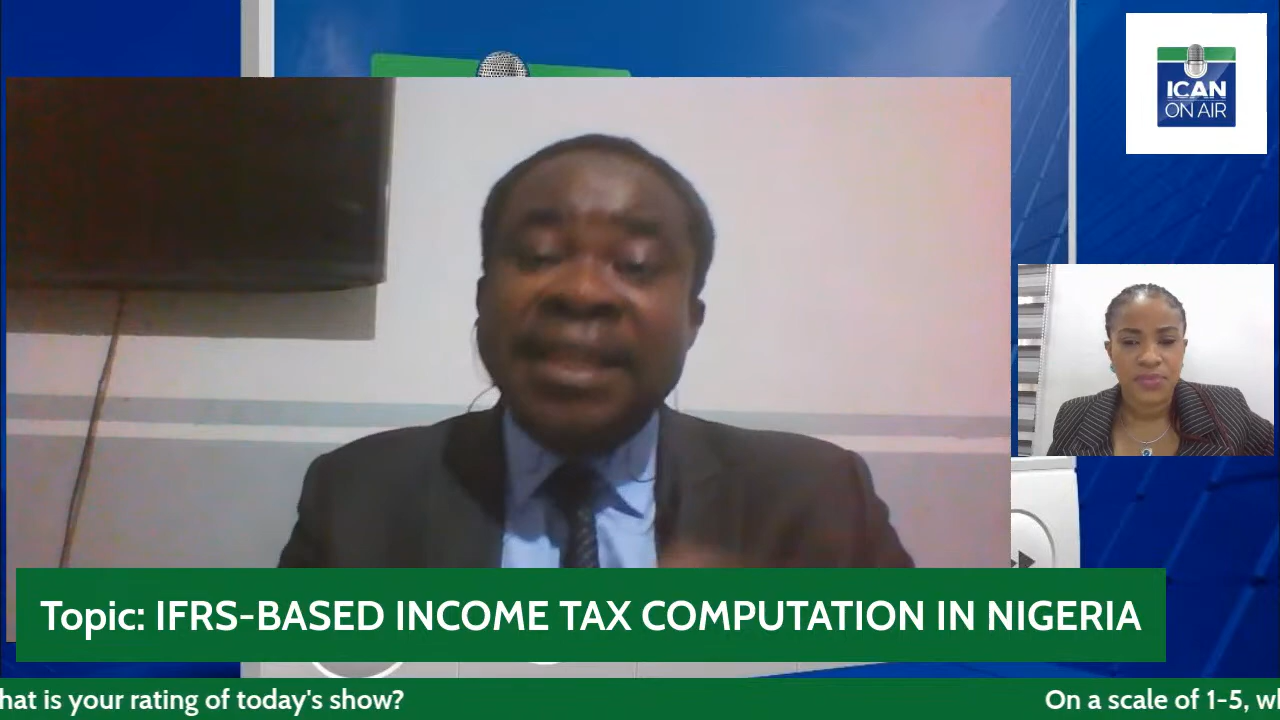 ICAN
ON AIR
Topic: IFRS-BASED INCOME TAX COMPUTATION IN NIGERIA
hat is your rating of today's show?
On a scale of 1-5, wh